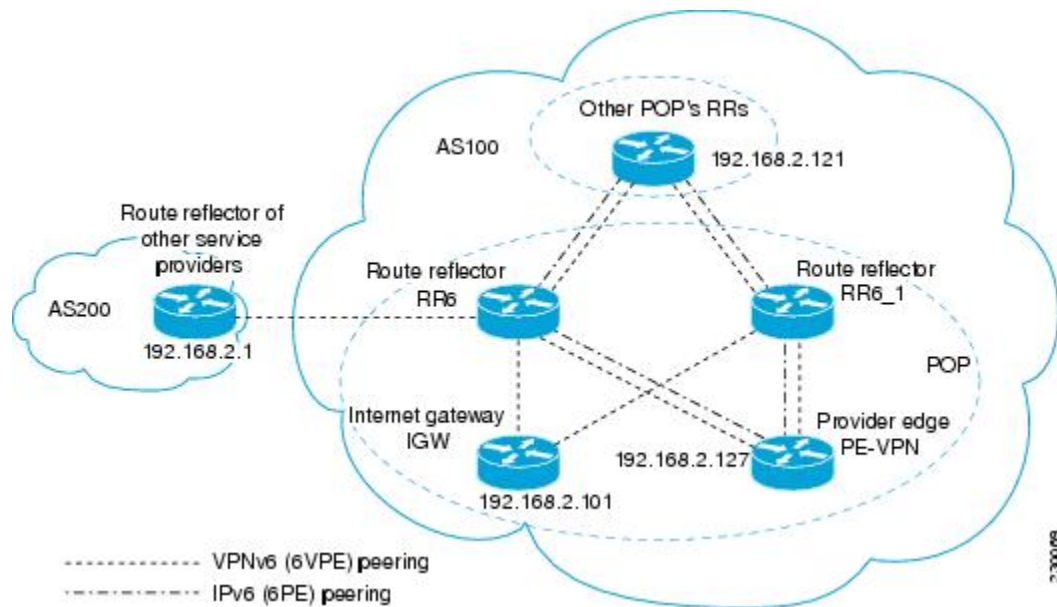 Other POP's RRs
AS100
192.168.2.121
Route reflector of
other service
providers
Route reflector
RR6
Route reflector
RR6_1
AS200
192.168.2.1
POP
Internet gateway
IGW
Provider edge
PE-VPN
192.168.2.127
192.168.2.101
VPNv6 (6VPE) peering
IPv6 (6PE) peering